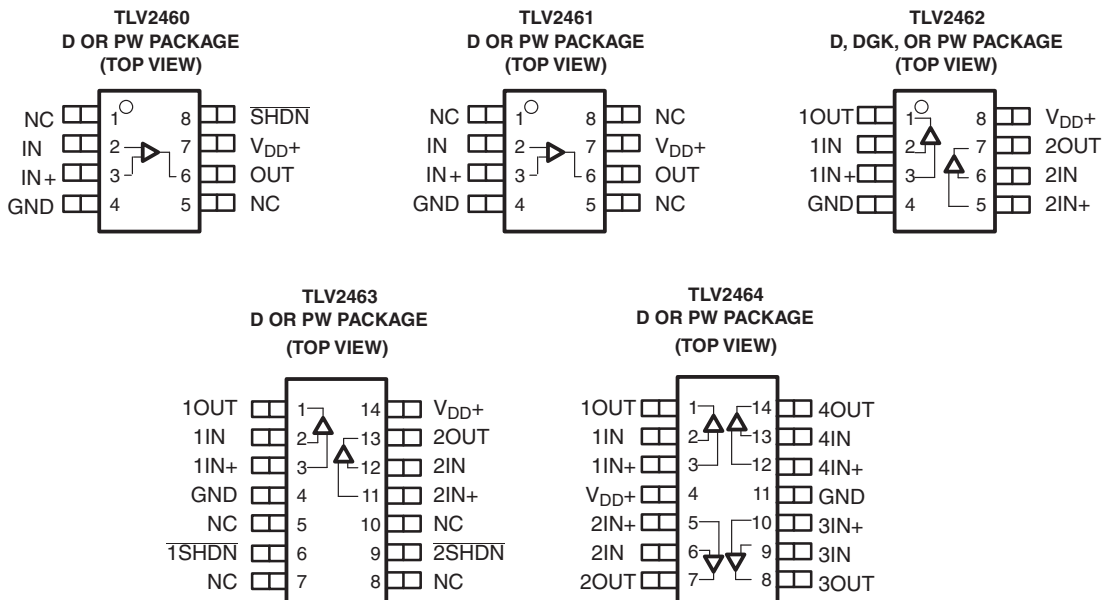 TLV2460
D OR PW PACKAGE
(TOP VIEW)
NC 1 8 SHDN
IN 2 7 VDD+
IN+ 3 6 OUT
GND 4 5 NC
TLV2461
D OR PW PACKAGE
(TOP VIEW)
NC 1 8 NC
IN 2 7 VDD+
IN+ 3 6 OUT
GND 4 5 NC
TLV2462
D, DGK, OR PW PACKAGE
(TOP VIEW)
1OUT 1 8 VDD+
1IN 2 7 2OUT
1IN+ 3 6 2IN
GND 4 5 2IN+
TLV2463
D OR PW PACKAGE
(TOP VIEW)
1OUT 1 14 VDD+
1IN 2 13 2OUT
1IN+ 3 12 2IN
GND 4 11 2IN+
NC 5 10 NC
1SHDN 6 9 2SHDN
NC 7 8 NC
TLV2464
D OR PW PACKAGE
(TOP VIEW)
1OUT 1 14 4OUT
1IN 2 13 4IN
1IN+ 3 12 4IN+
VDD+ 4 11 GND
2IN+ 5 10 3IN+
2IN 6 9 3IN
2OUT 7 8 3OUT